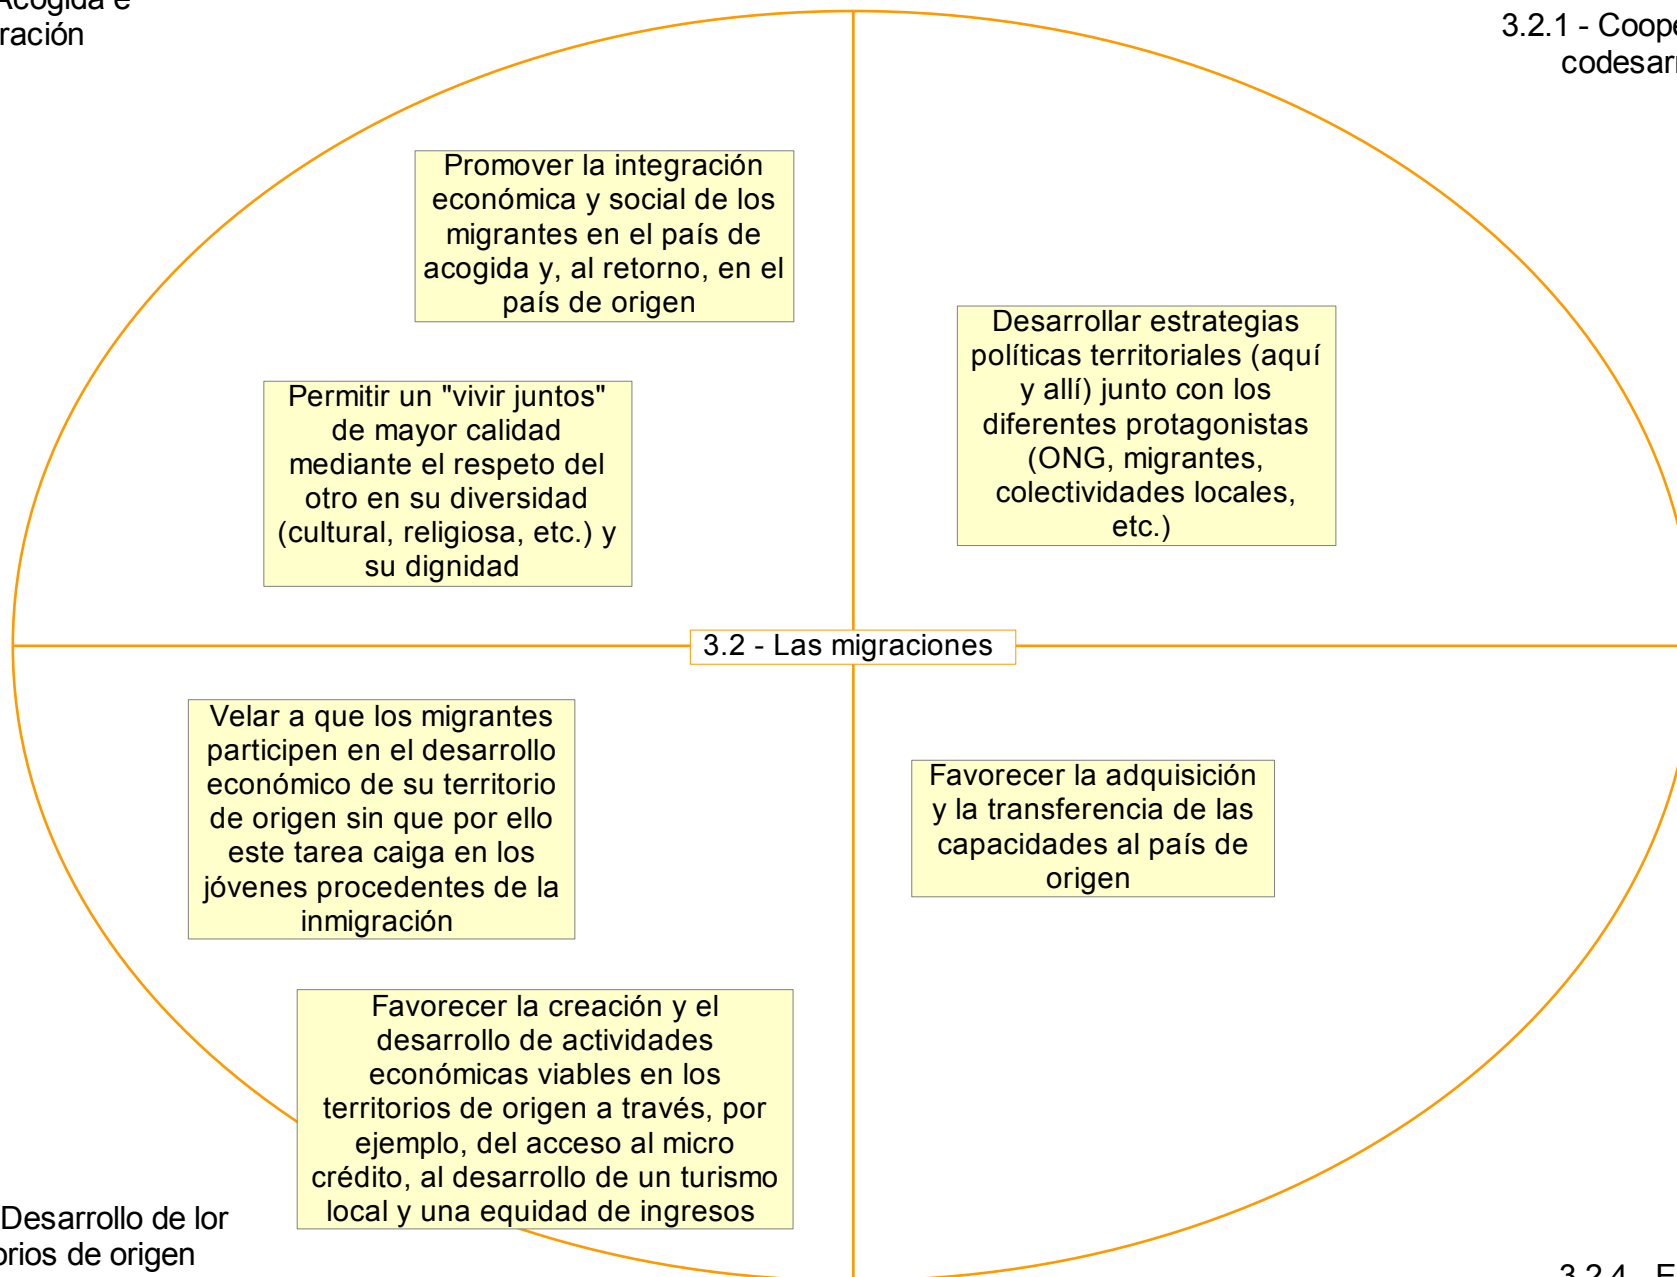 Acogida e
ración
3.2.1 - Coope
codesarr
Promover la integración
económica y social de los
migrantes en el país de
acogida y, al retorno, en el
país de origen
Desarrollar estrategias
políticas territoriales (aquí
y allí) junto con los
diferentes protagonistas
(ONG, migrantes,
colectividades locales,
etc.)
Permitir un "vivir juntos"
de mayor calidad
mediante el respeto del
otro en su diversidad
(cultural, religiosa, etc.) y
su dignidad
3.2 - Las migraciones
Velar a que los migrantes
participen en el desarrollo
económico de su territorio
de origen sin que por ello
este tarea caiga en los
jóvenes procedentes de la
inmigración
Favorecer la adquisición
y la transferencia de las
capacidades al país de
origen
Favorecer la creación y el
desarrollo de actividades
económicas viables en los
territorios de origen a través, por
ejemplo, del acceso al micro
crédito, al desarrollo de un turismo
local y una equidad de ingresos
Desarrollo de lor
orios de origen
3.2.4 - E